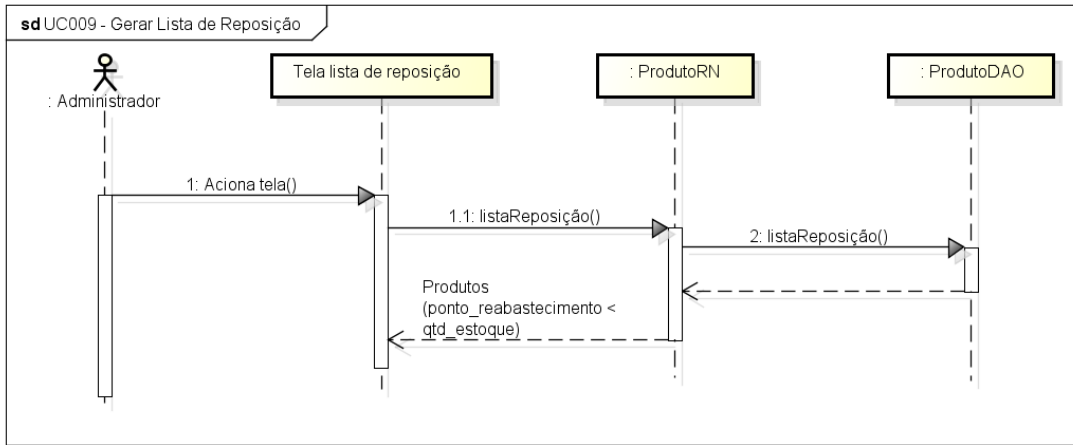 sd UC009 - Gerar Lista de Reposição
: Administrador
Tela lista de reposição
: ProdutoRN
: ProdutoDAO
1: Aciona tela()
1.1: listaReposição()
2: listaReposição()
Produtos
(ponto_reabastecimento <
qtd_estoque)